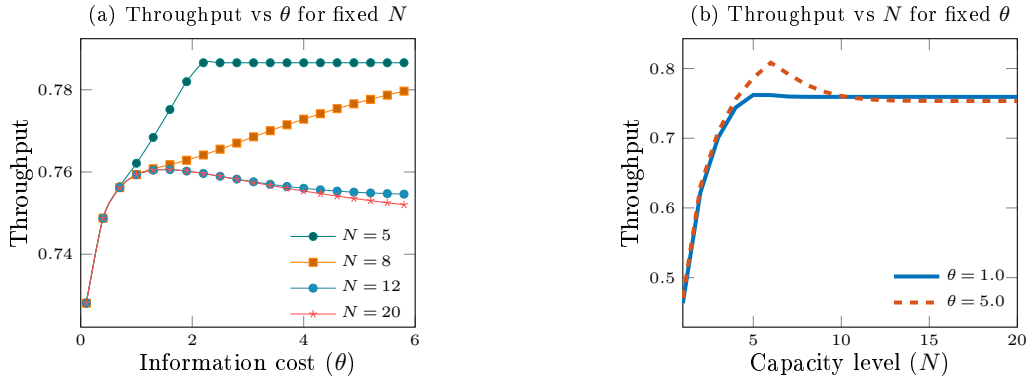 (a) Throughput vs θ for fixed N
0.78
0.76
0.74
Throughput
N = 5
N = 8
N = 12
N = 20
0 2 4 6
Information cost (θ)
(b) Throughput vs N for fixed θ
0.8
0.7
0.6
0.5
Throughput
θ = 1.0
θ = 5.0
5 10 15 20
Capacity level (N)